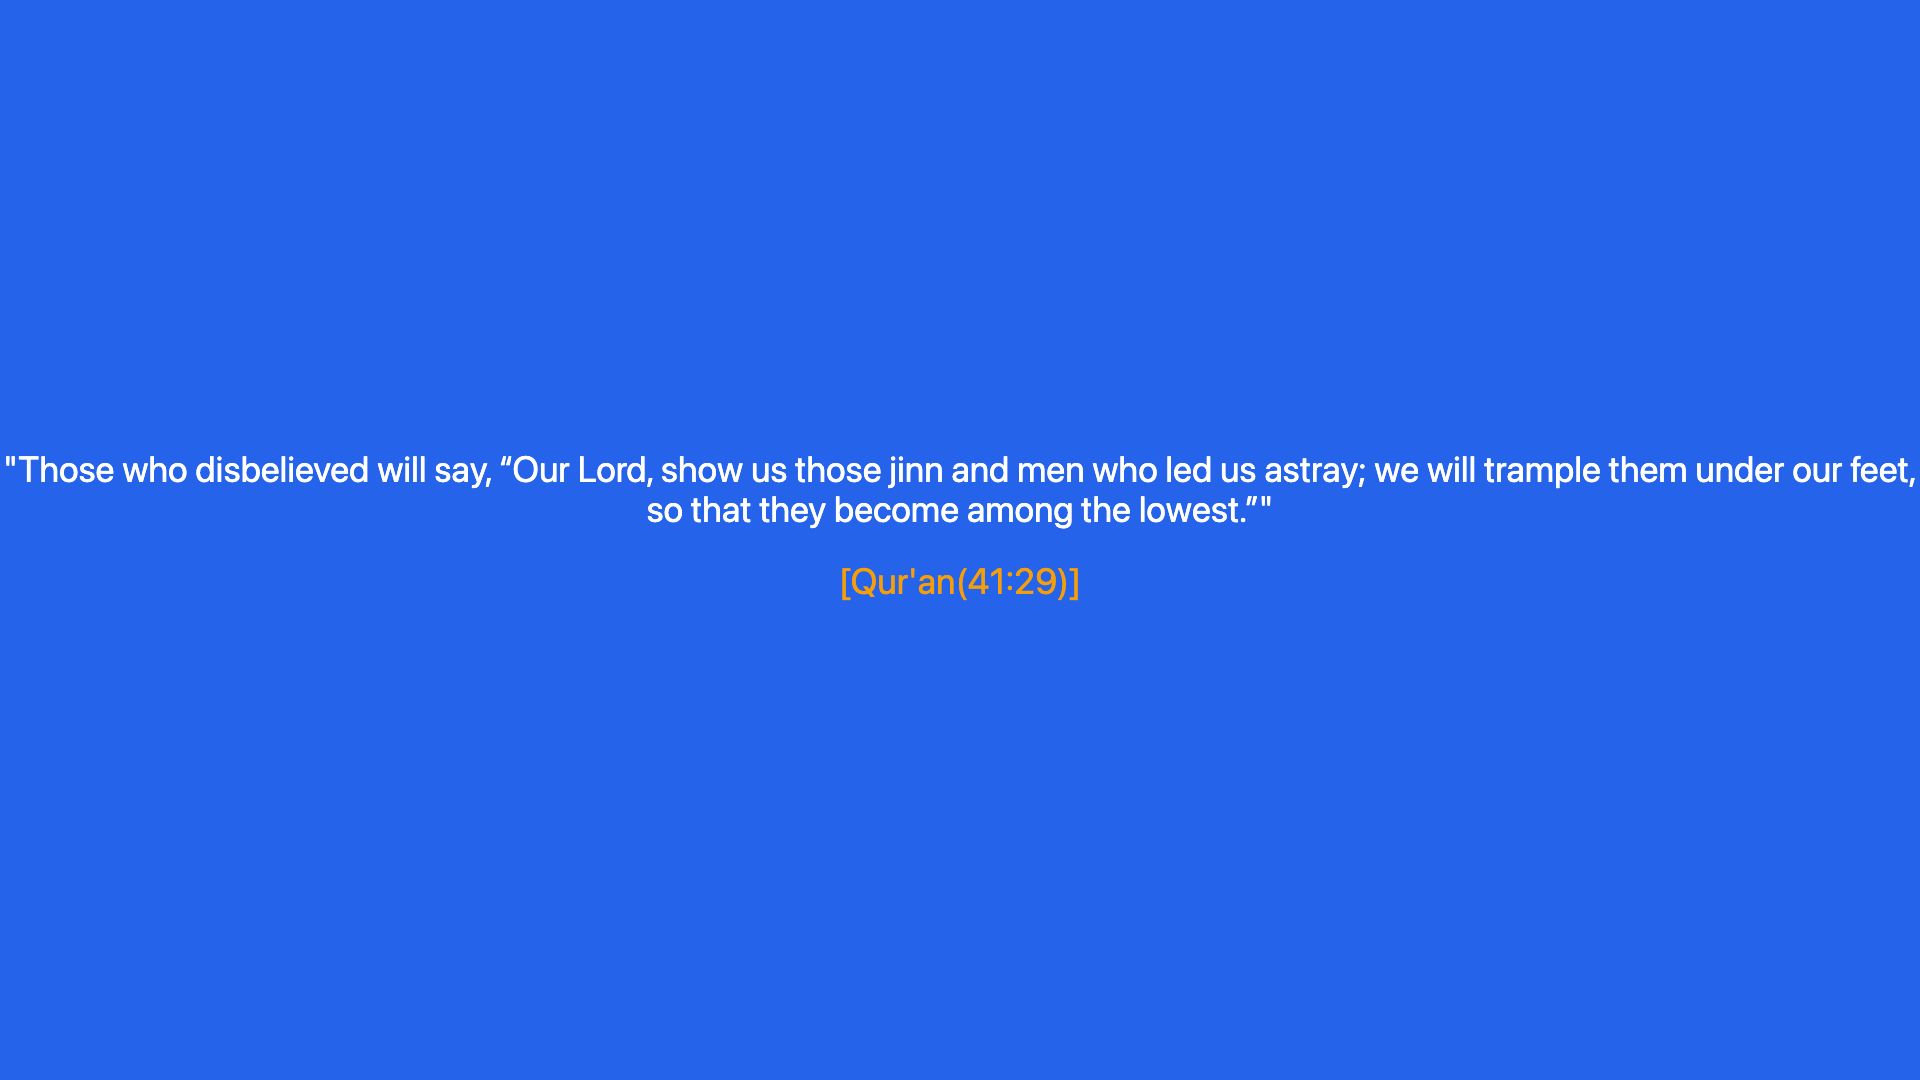 "Those who disbelieved will say, “Our Lord, show us those jinn and men who led us astray; we will trample them under our feet,
so that they become among the lowest.”"
[Qur'an(41:29)]